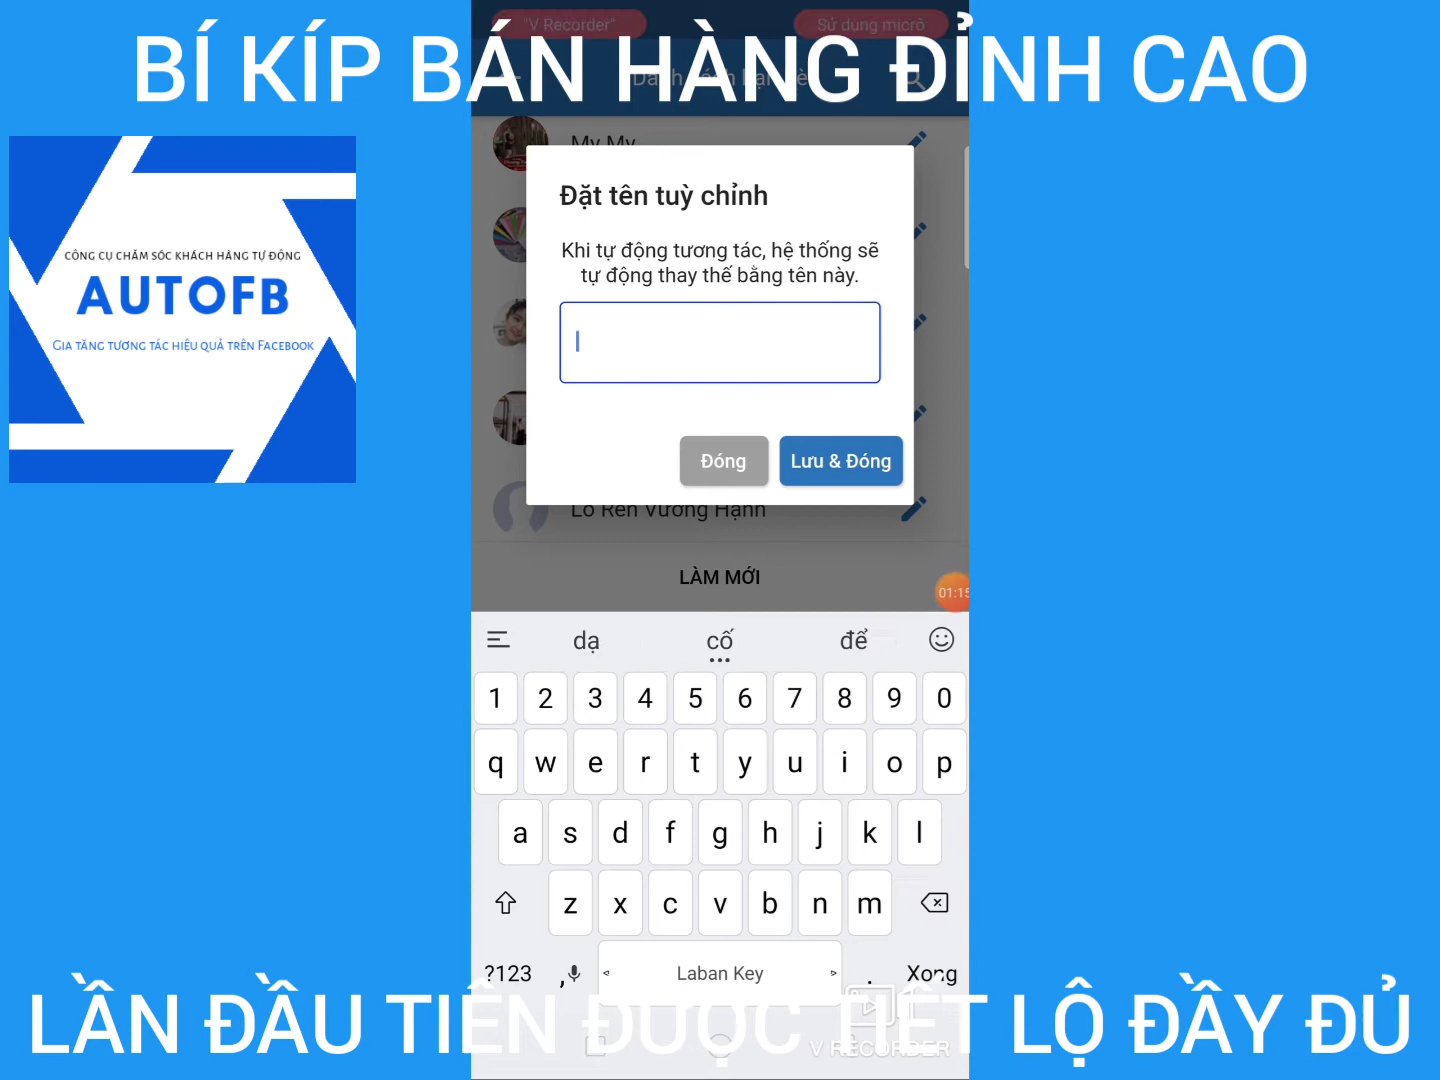 "V Recorder"
Sử dụng micrô
BÍ KÍP BÁN HÀNG ĐỈNH CAO
My My
Đặt tên tuỳ chỉnh
Khi tự động tương tác, hệ thống sẽ
tự động thay thế bằng tên này.
CÔNG CỤ CHĂM SÓC KHÁCH HÀNG TỰ ĐỘNG
AUTOFB
GIA TĂNG TƯƠNG TÁC HIỆU QUẢ TRÊN FACEBOOK
Đóng
Lưu & Đóng
Lò Rèn Vương Hạnh
LÀM MỚI
01:15
dạ
cố
để
1 2 3 4 5 6 7 8 9 0
q w e r t y u i o p
a s d f g h j k l
z x c v b n m
?123
,
Laban Key
.
Xong
LẦN ĐẦU TIÊN ĐƯỢC TIẾT LỘ ĐẦY ĐỦ
V RECORDER